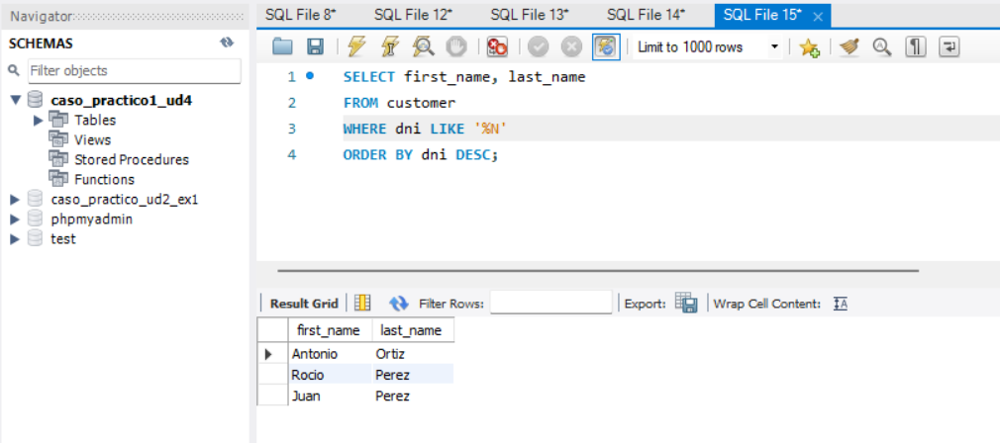 Navigator
SQL File 8* SQL File 12* SQL File 13* SQL File 14* SQL File 15* ×
SCHEMAS
Filter objects
Limit to 1000 rows
caso_practico1_ud4
Tables
Views
Stored Procedures
Functions
caso_practico_ud2_ex1
phpmyadmin
test
1 SELECT first_name, last_name
2 FROM customer
3 WHERE dni LIKE '%N'
4 ORDER BY dni DESC;
Result Grid Filter Rows: Export: Wrap Cell Content: IA
first_name last_name
Antonio Ortiz
Rocio Perez
Juan Perez